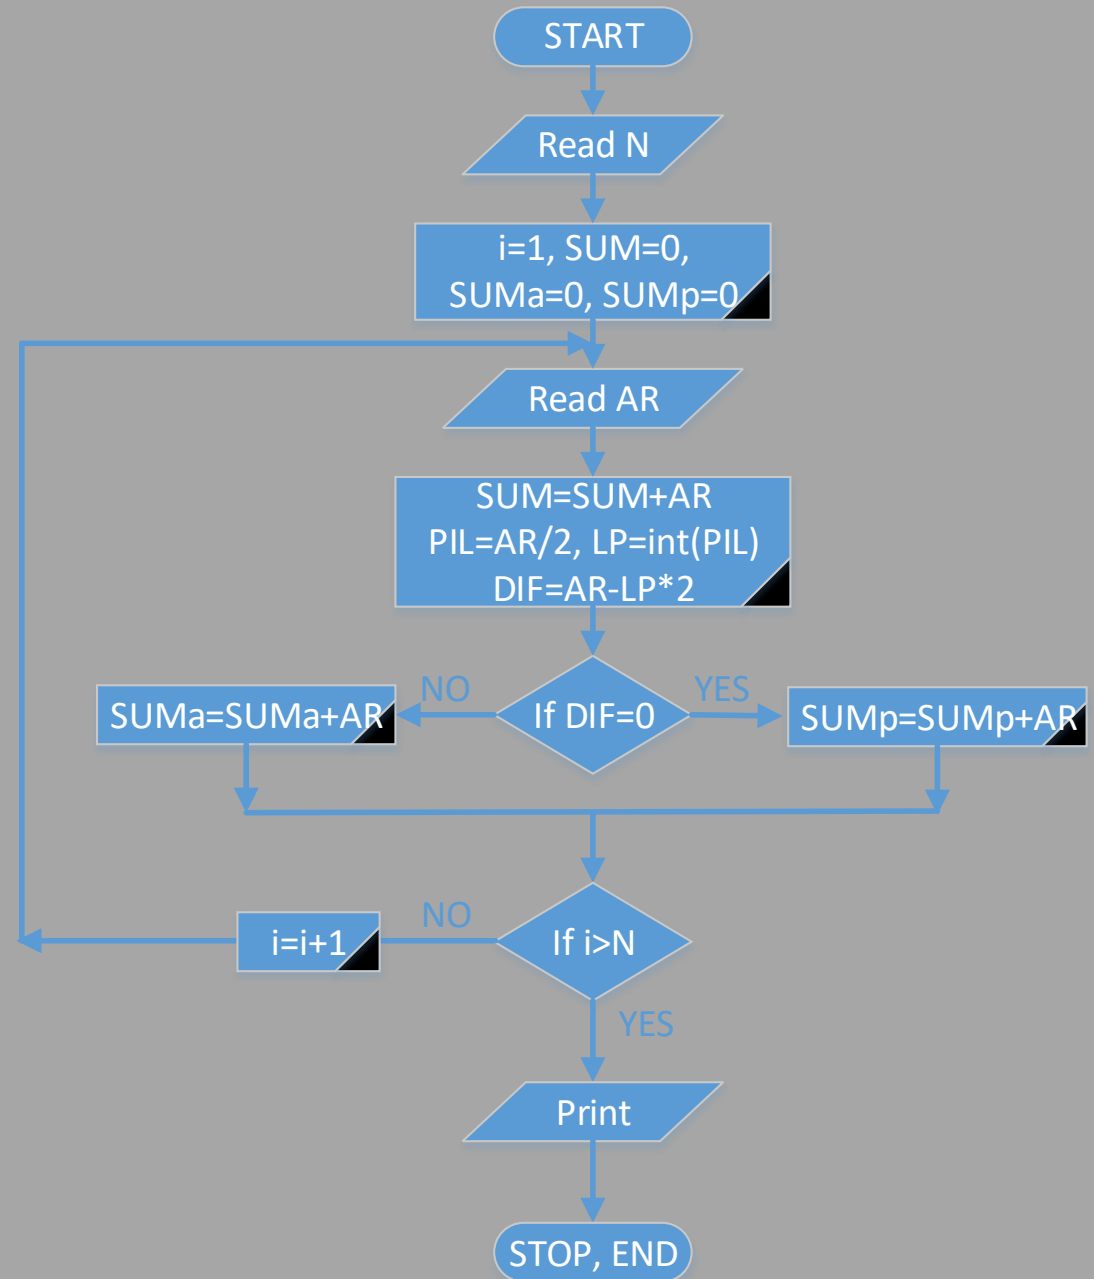 START
Read N
i=1, SUM=0,
SUMa=0, SUMp=0
Read AR
SUM=SUM+AR
PIL=AR/2, LP=int(PIL)
DIF=AR-LP*2
NO
YES
SUMa=SUMa+AR
If DIF=0
SUMp=SUMp+AR
NO
i=i+1
If i>N
YES
Print
STOP, END